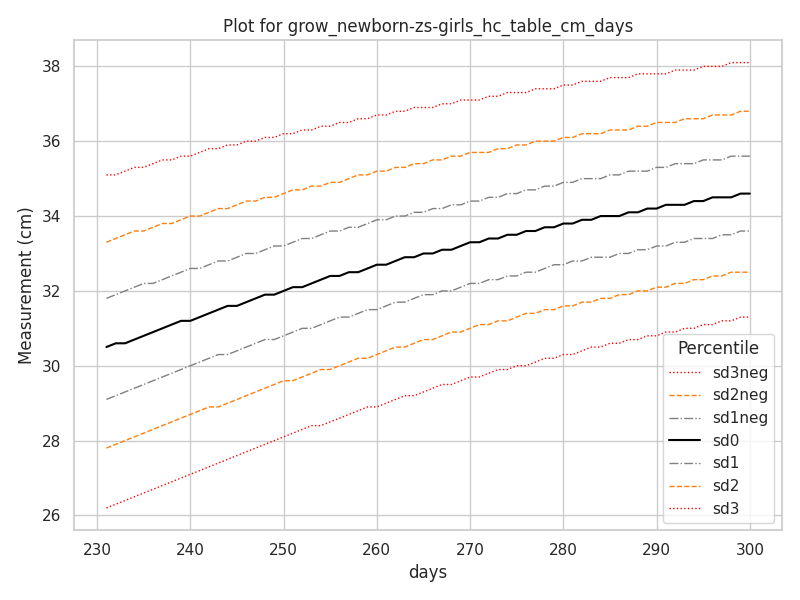 Plot for grow_newborn-zs-girls_hc_table_cm_days
38
36
34
32
30
28
26
Measurement (cm)
230 240 250 260 270 280 290 300
days
Percentile
sd3neg
sd2neg
sd1neg
sd0
sd1
sd2
sd3